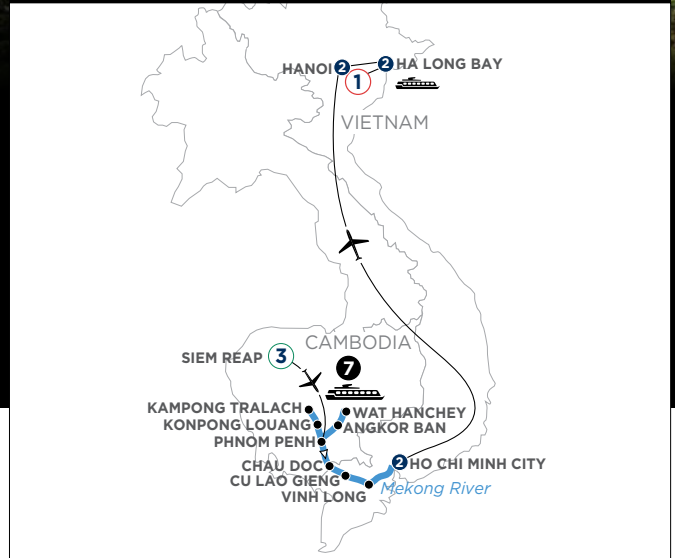 HANOI 2
2 HA LONG BAY
1
VIETNAM
CAMBODIA
SIEM REAP 3
7
KAMPONG TRALACH
WAT HANCHEY
KONPONG LOUANG
ANGKOR BAN
PHNOM PENH
CHAU DOC
2 HO CHI MINH CITY
CU LAO GIENG
Mekong River
VINH LONG